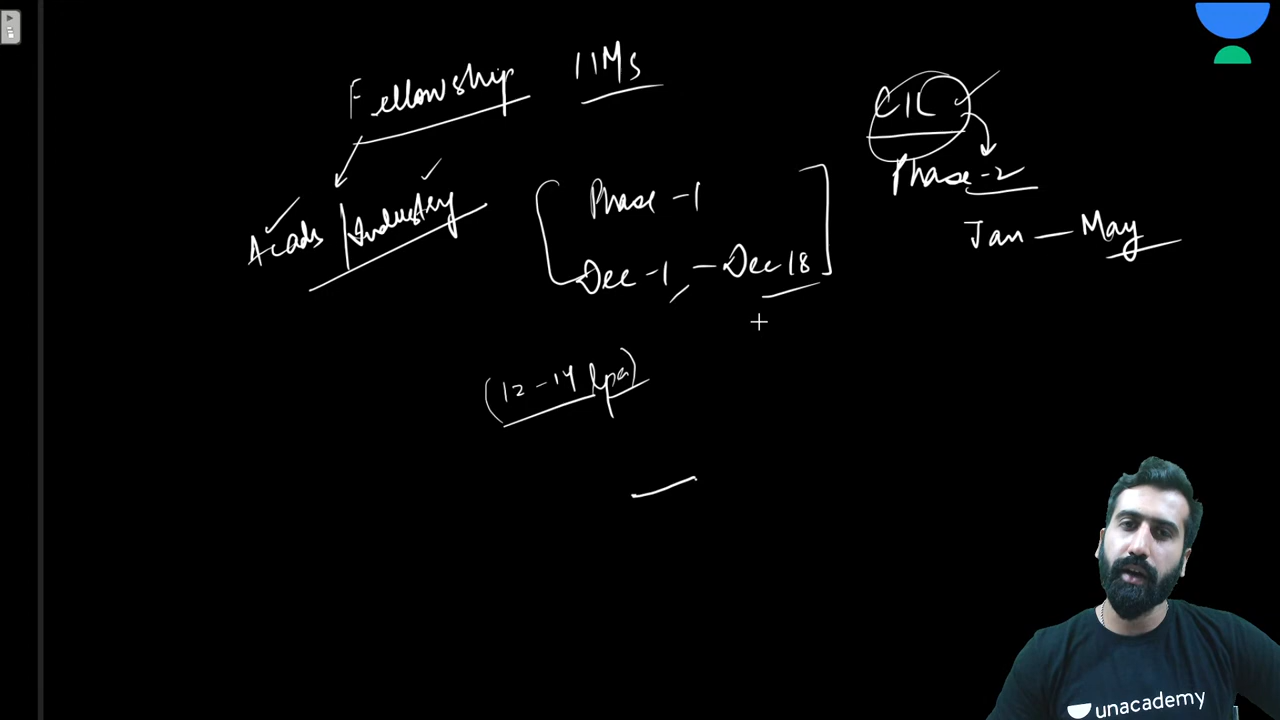 Fellowship IIMs
Acads | Industry
Phase -1
Dec -1 - Dec 18
CIL
Phase -2
Jan - May
(12 - 14 lpa)
unacademy